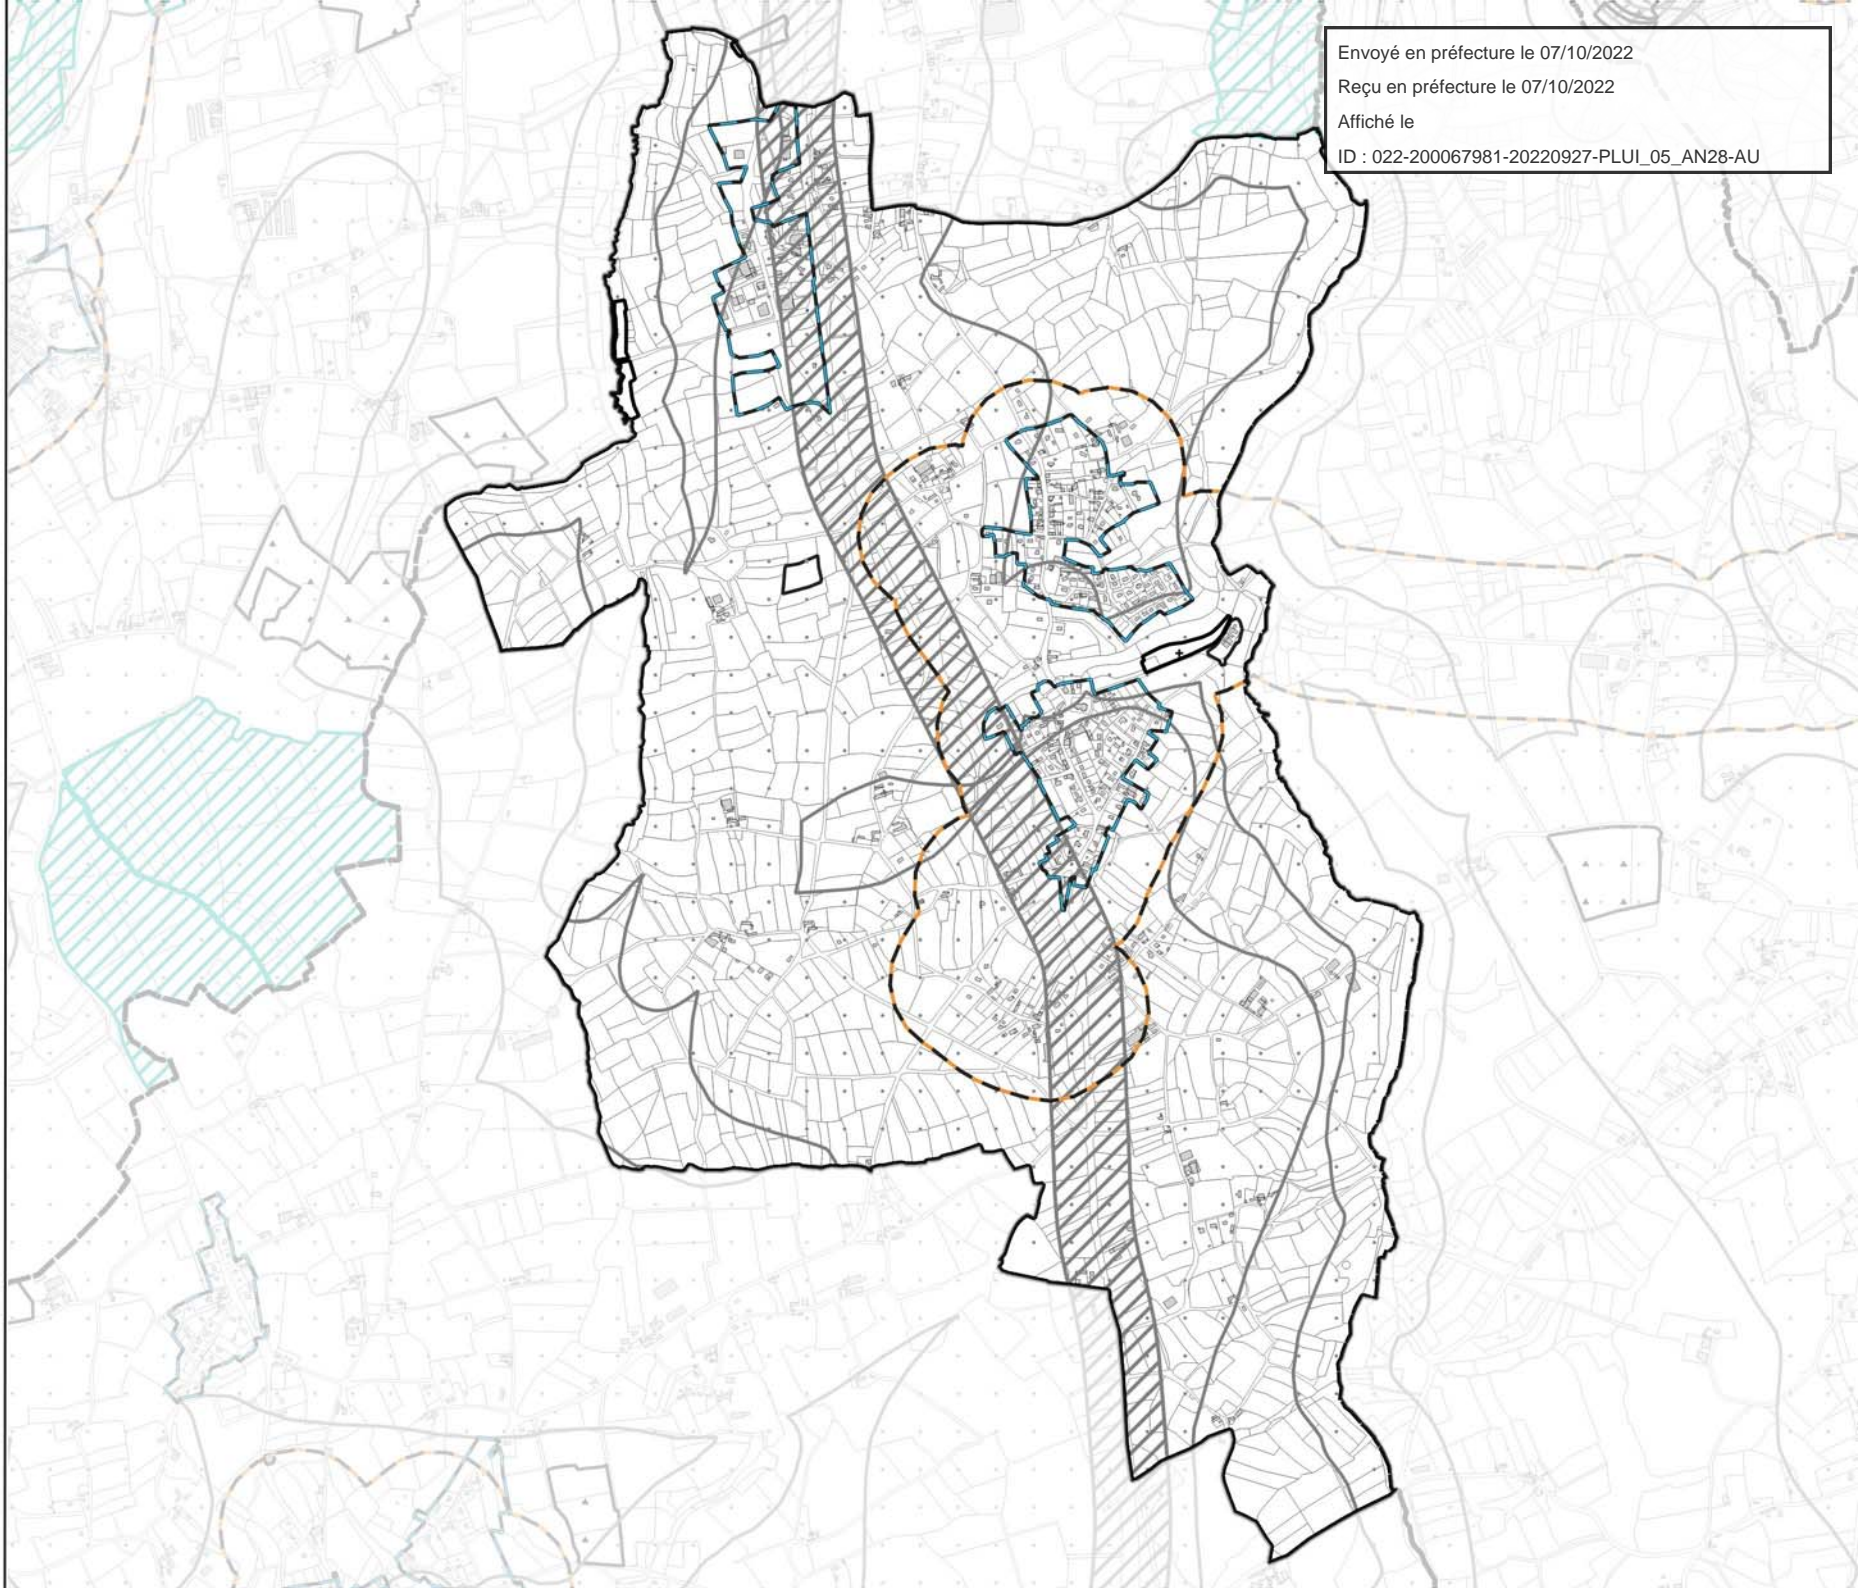 Envoyé en préfecture le 07/10/2022
Reçu en préfecture le 07/10/2022
Affiché le
ID : 022-200067981-20220927-PLUI_05_AN28-AU